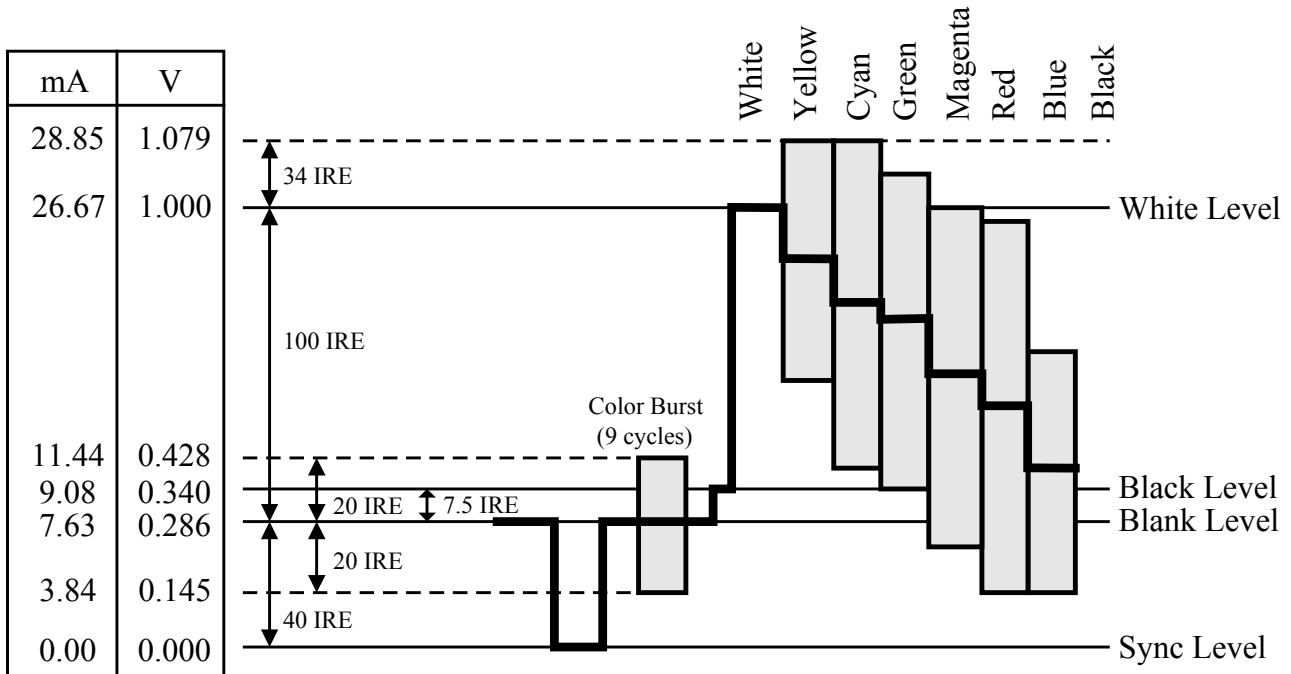 mA V
28.85 1.079
26.67 1.000
11.44 0.428
9.08 0.340
7.63 0.286
3.84 0.145
0.00 0.000
White
Yellow
Cyan
Green
Magenta
Red
Blue
Black
34 IRE
White Level
100 IRE
Color Burst
(9 cycles)
20 IRE
7.5 IRE
Black Level
Blank Level
20 IRE
40 IRE
Sync Level